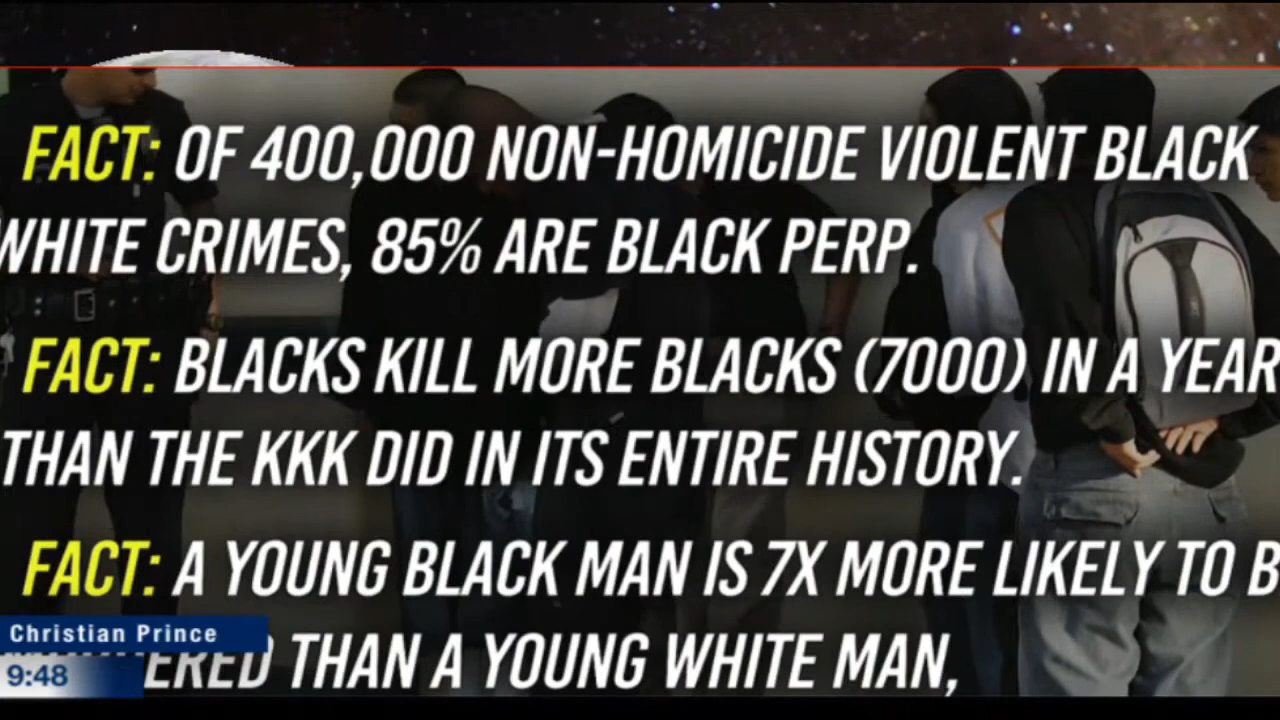 FACT: OF 400,000 NON-HOMICIDE VIOLENT BLACK
WHITE CRIMES, 85% ARE BLACK PERP.
FACT: BLACKS KILL MORE BLACKS (7000) IN A YEAR
THAN THE KKK DID IN ITS ENTIRE HISTORY.
FACT: A YOUNG BLACK MAN IS 7X MORE LIKELY TO B
Christian Prince
ERED THAN A YOUNG WHITE MAN,
9:48